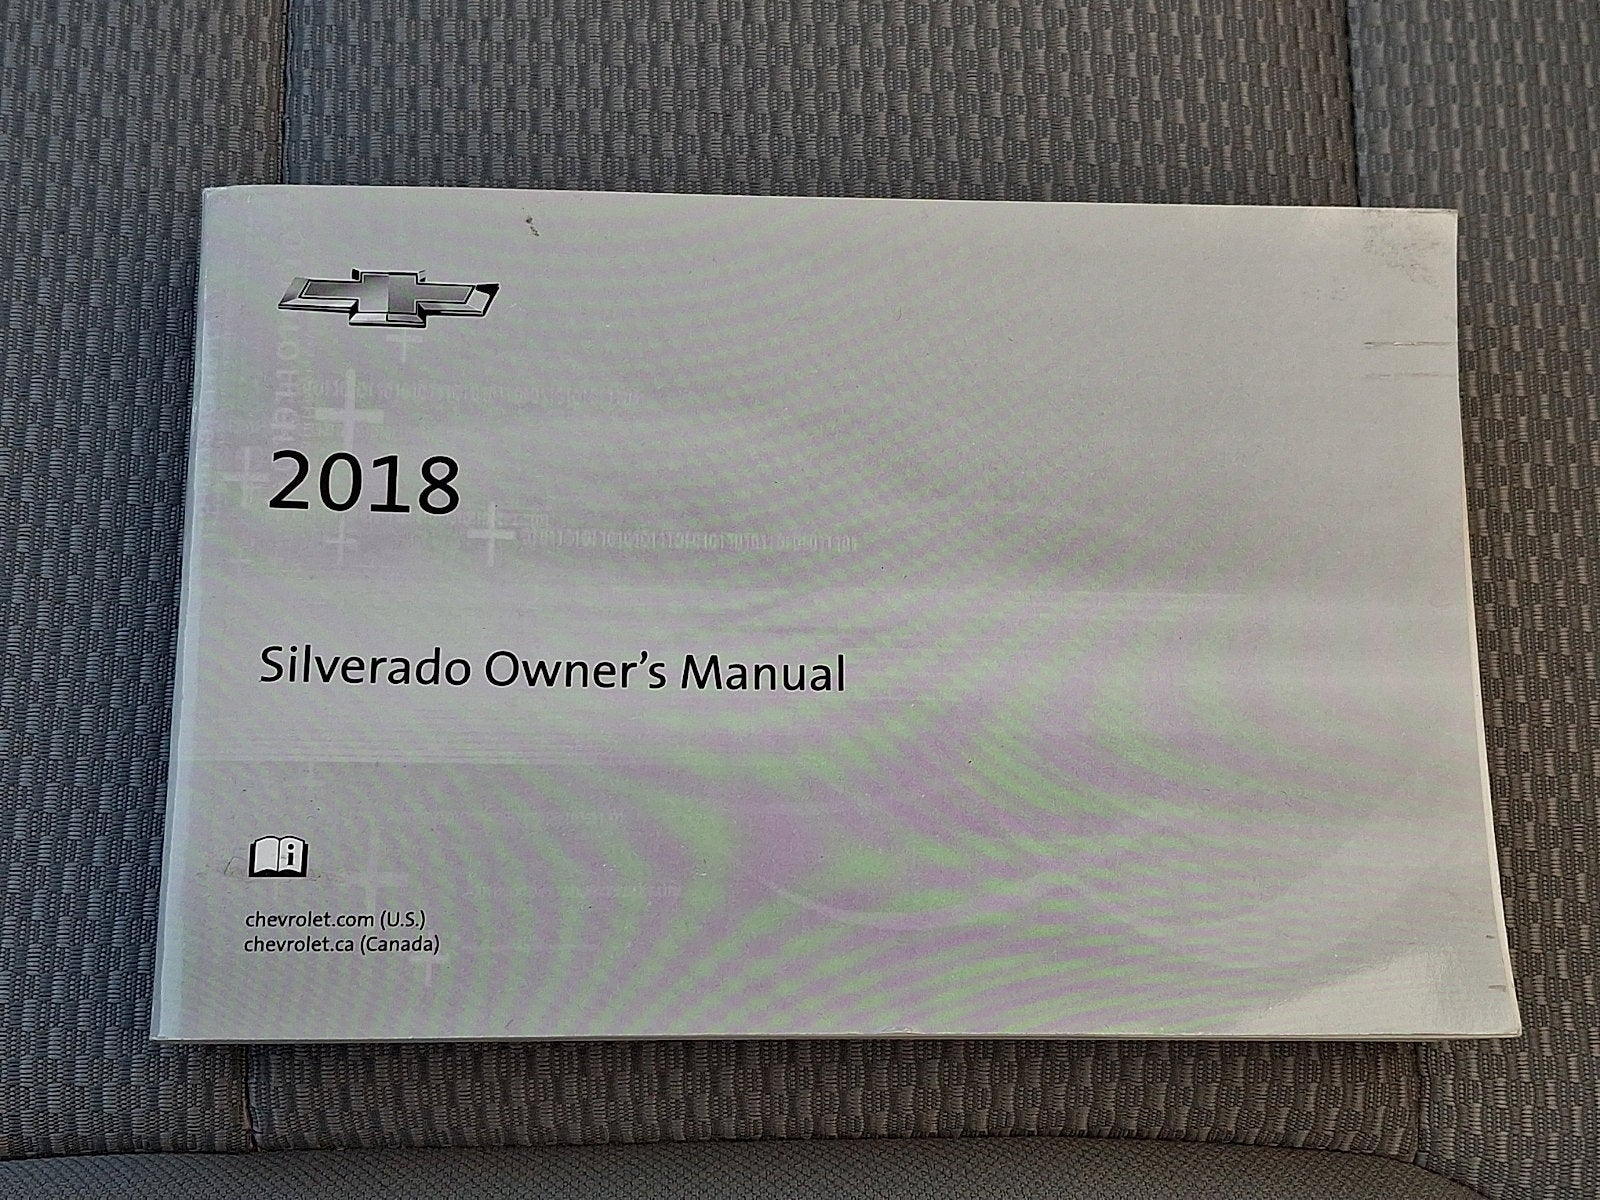 2018
Silverado Owner's Manual
i
chevrolet.com (U.S.)
chevrolet.ca (Canada)